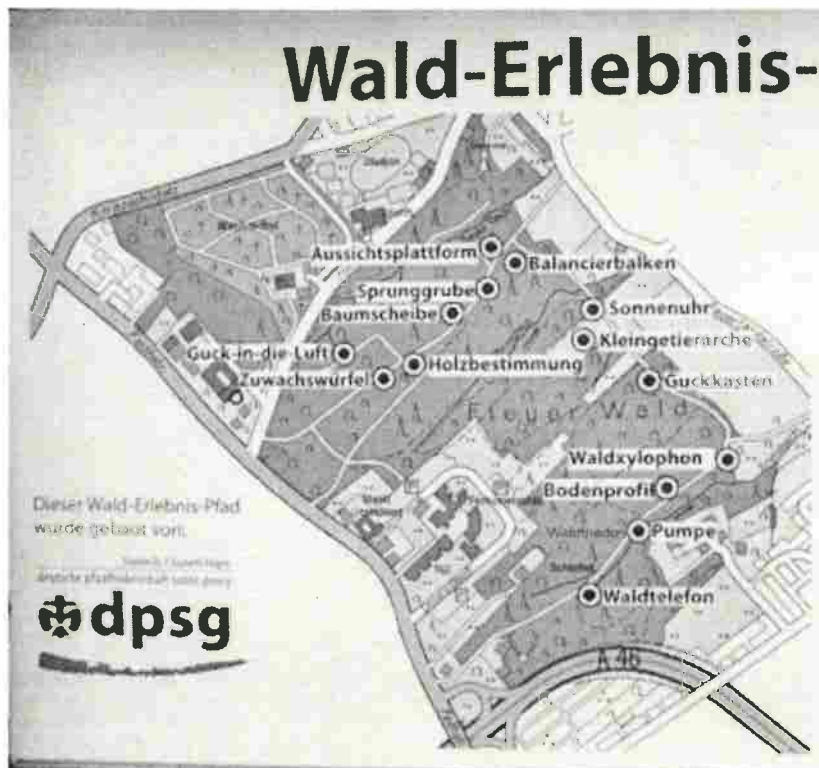 Wald-Erlebnis-
Aussichtsplattform
Balancierbalken
Sprunggrube
Baumscheibe
Sonnenuhr
Kleingetierarche
Guck-in-die-Luft
Holzbestimmung
Zuwachswürfel
Guckkasten
Waldxylophon
Bodenprofil
Pumpe
Waldtelefon
A 46
Dieser Wald-Erlebnis-Pfad
wurde gebaut von:
dpsg